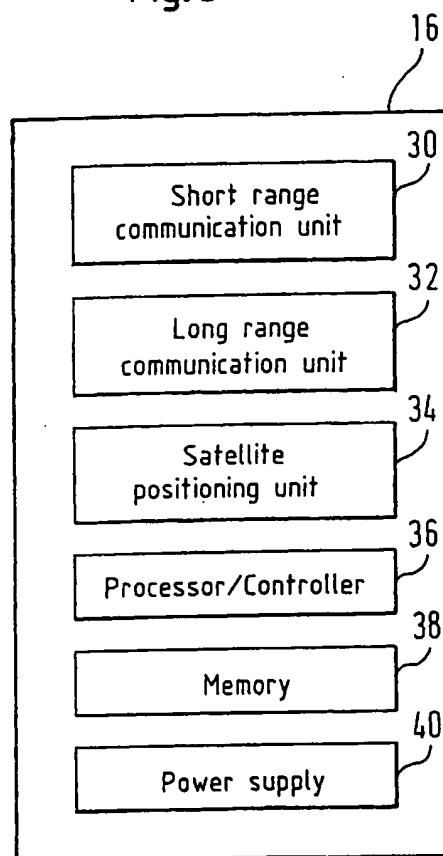 16
30
Short range
communication unit
32
Long range
communication unit
34
Satellite
positioning unit
36
Processor/Controller
38
Memory
40
Power supply